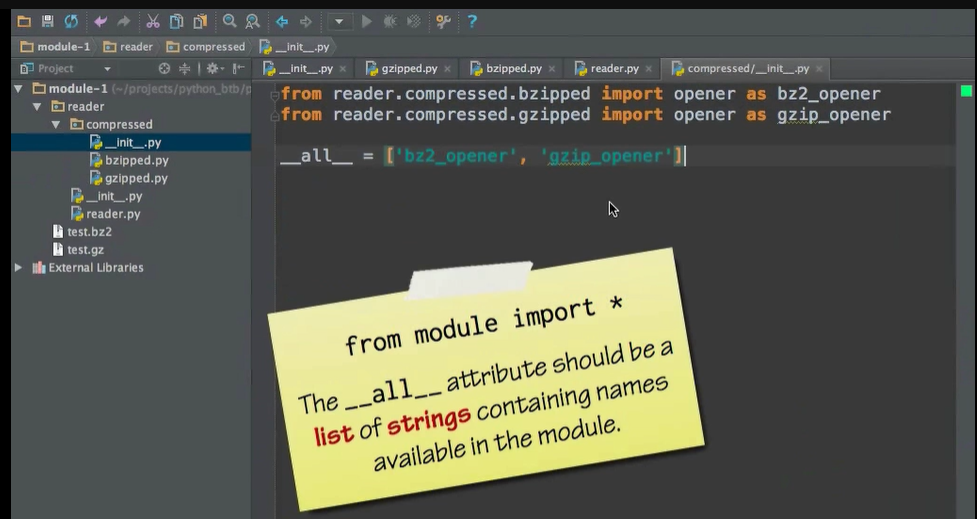 module-1 reader compressed __init__.py
Project
__init__.py gzipped.py bzipped.py reader.py compressed/__init__.py
module-1 (~/projects/python_btb/p
reader
compressed
__init__.py
bzipped.py
gzipped.py
__init__.py
reader.py
test.bz2
test.gz
External Libraries
from reader.compressed.bzipped import opener as bz2_opener
from reader.compressed.gzipped import opener as gzip_opener
__all__ = ['bz2_opener', 'gzip_opener']
from module import *
The __all__ attribute should be a
list of strings containing names
available in the module.